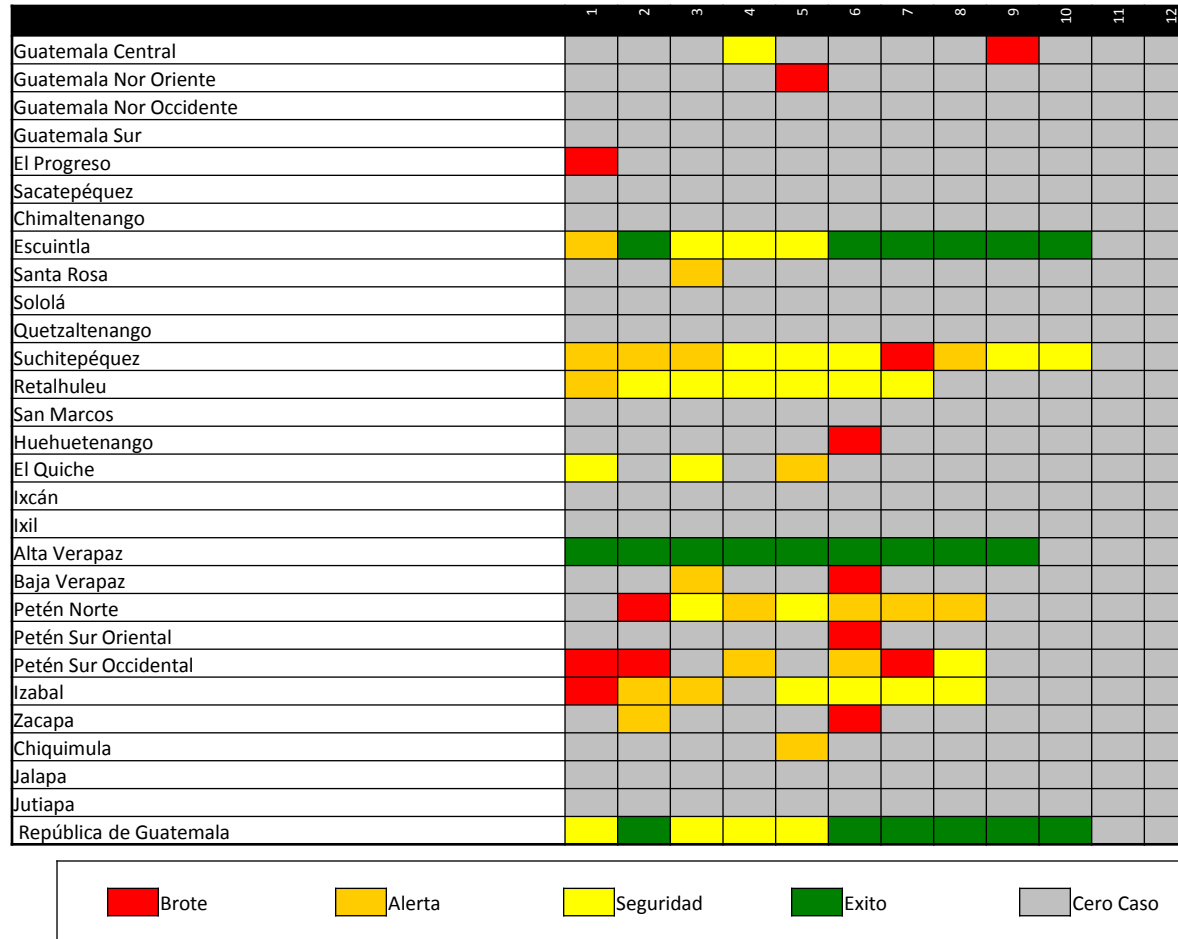 1 2 3 4 5 6 7 8 9 10 11 12
Guatemala Central
Guatemala Nor Oriente
Guatemala Nor Occidente
Guatemala Sur
El Progreso
Sacatepéquez
Chimaltenango
Escuintla
Santa Rosa
Sololá
Quetzaltenango
Suchitepéquez
Retalhuleu
San Marcos
Huehuetenango
El Quiche
Ixcán
Ixil
Alta Verapaz
Baja Verapaz
Petén Norte
Petén Sur Oriental
Petén Sur Occidental
Izabal
Zacapa
Chiquimula
Jalapa
Jutiapa
República de Guatemala
Brote Alerta Seguridad Exito Cero Caso